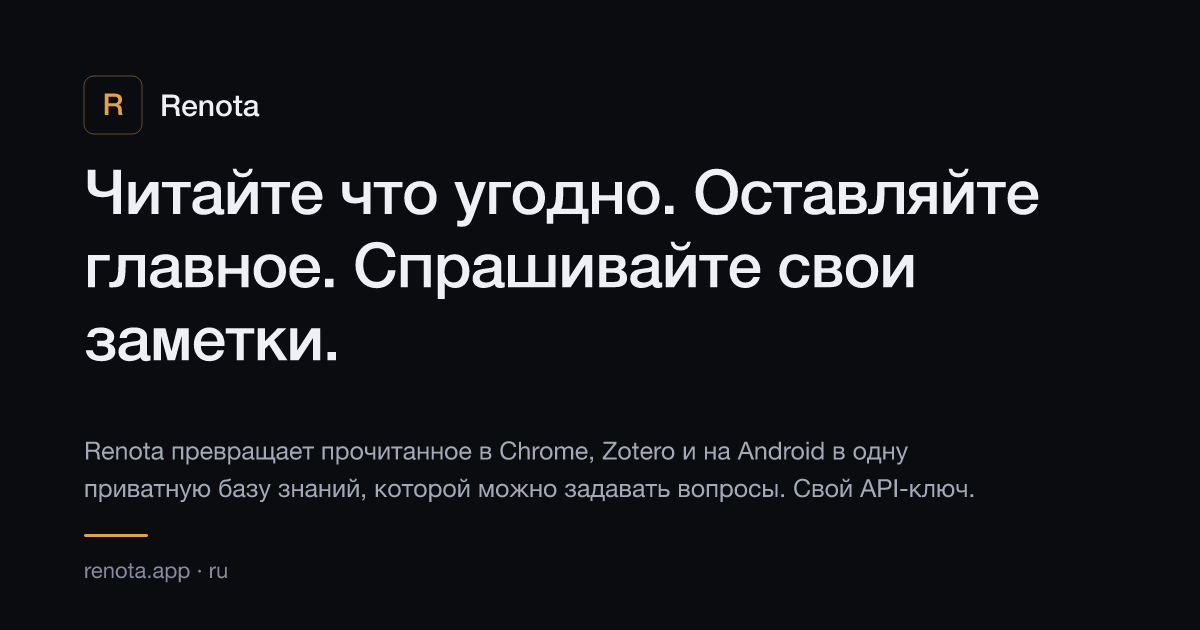 R
Renota
Читайте что угодно. Оставляйте
главное. Спрашивайте свои
заметки.
Renota превращает прочитанное в Chrome, Zotero и на Android в одну
приватную базу знаний, которой можно задавать вопросы. Свой API-ключ.
renota.app · ru